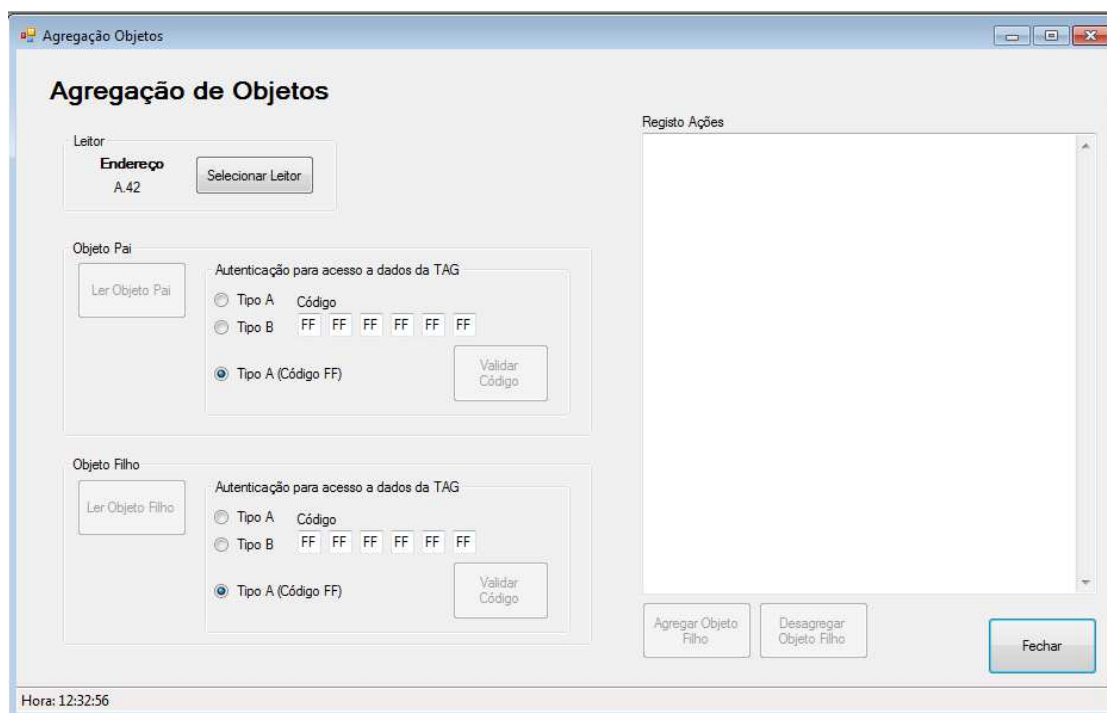 Agregação Objetos
Agregação de Objetos
Leitor
Endereço
A.42
Selecionar Leitor
Objeto Pai
Ler Objeto Pai
Autenticação para acesso a dados da TAG
Tipo A
Código
Tipo B
FF FF FF FF FF FF
Tipo A (Código FF)
Validar
Código
Objeto Filho
Ler Objeto Filho
Autenticação para acesso a dados da TAG
Tipo A
Código
Tipo B
FF FF FF FF FF FF
Tipo A (Código FF)
Validar
Código
Registo Ações
Agregar Objeto
Filho
Desagregar
Objeto Filho
Fechar
Hora: 12:32:56